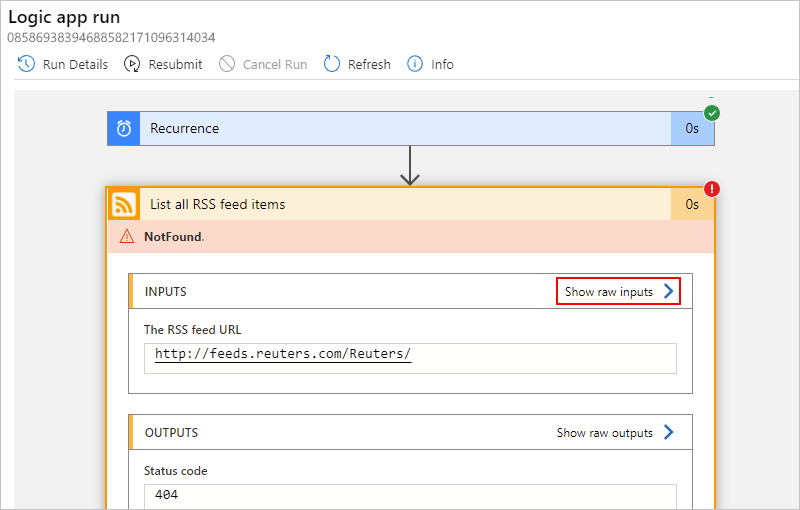 Logic app run
08586938394688582171096314034
Run Details Resubmit Cancel Run Refresh Info
Recurrence 0s
List all RSS feed items 0s
NotFound.
INPUTS Show raw inputs
The RSS feed URL
http://feeds.reuters.com/Reuters/
OUTPUTS Show raw outputs
Status code
404